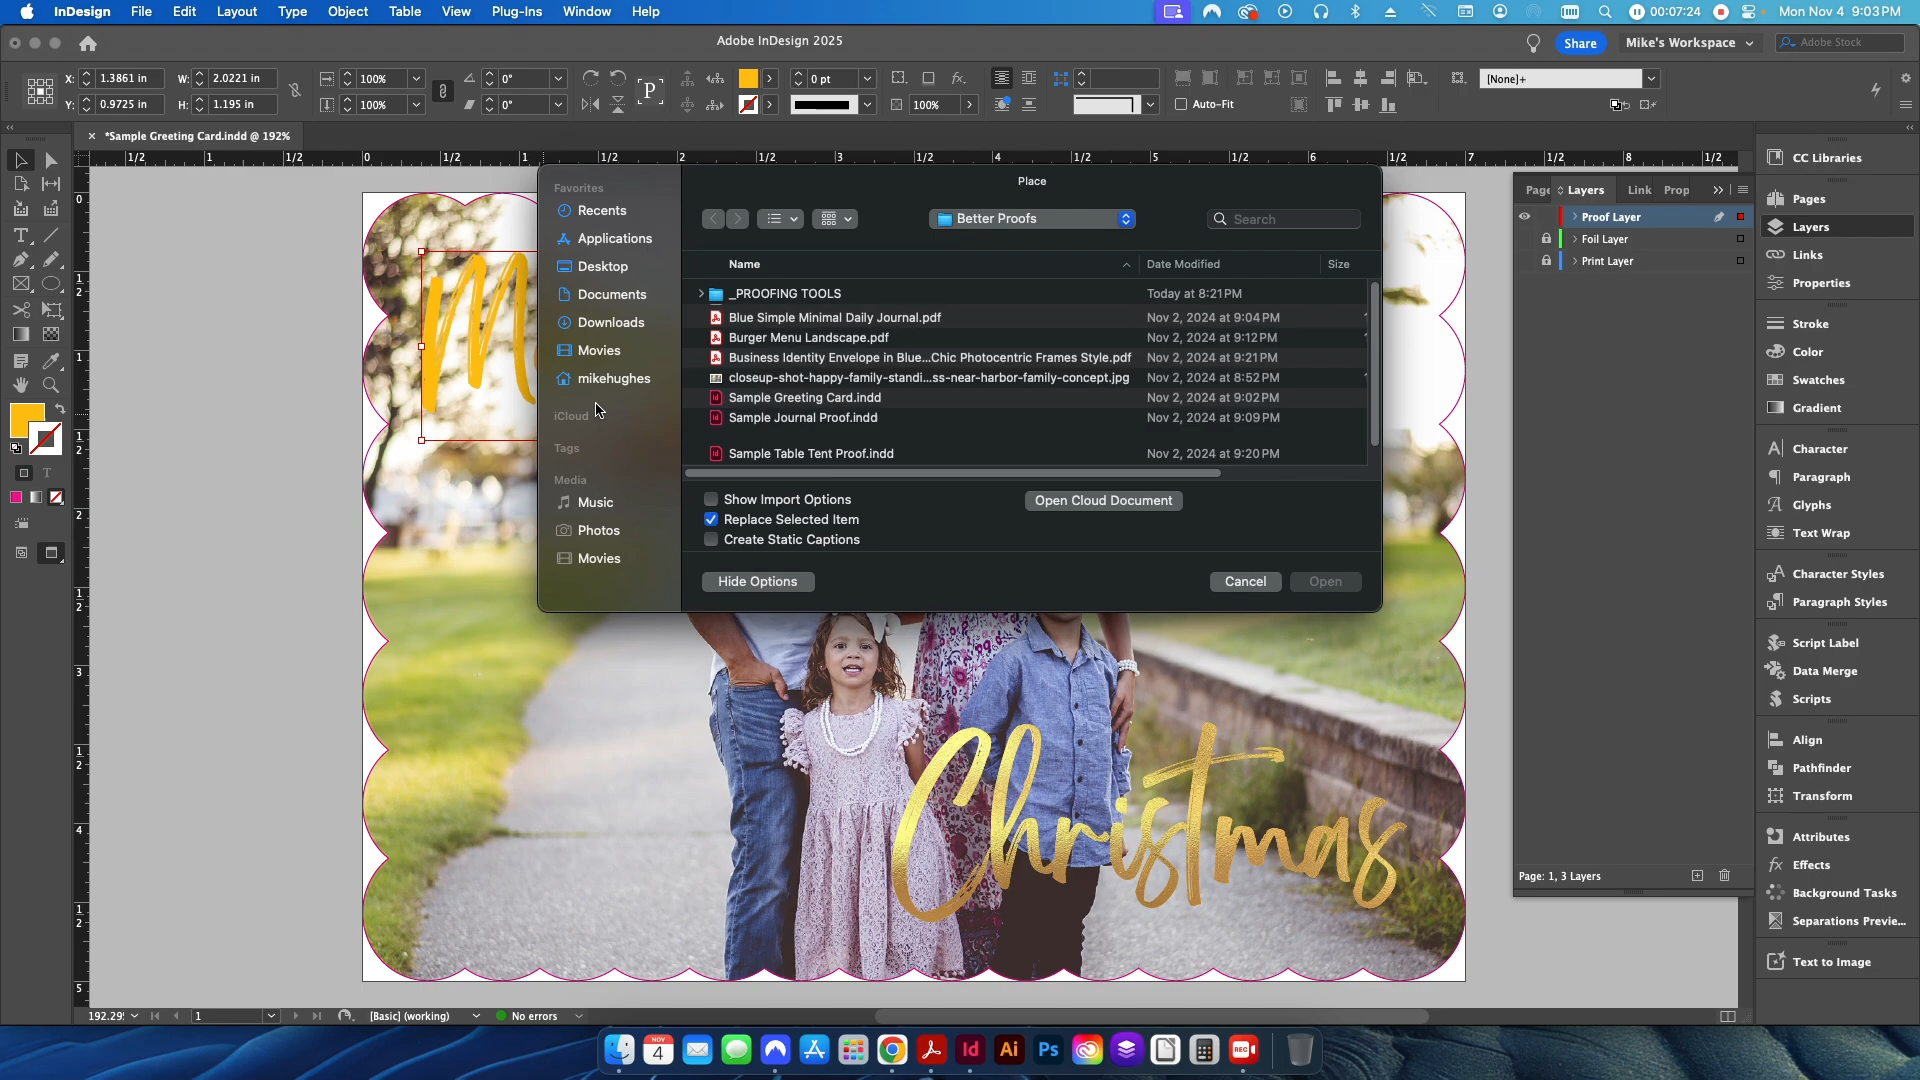 InDesign File Edit Layout Type Object Table View Plug-Ins Window Help
00:07:24 Mon Nov 4 9:03 PM
Adobe InDesign 2025
Share Mike's Workspace Adobe Stock
X: 1.3861 in W: 2.0221 in 100% 0° 0 pt [None]+
Y: 0.9725 in H: 1.195 in 100% 0° P 100% Auto-Fit
*Sample Greeting Card.indd @ 192%
Place
Favorites
Recents
Applications
Desktop
Documents
Downloads
Movies
mikehughes
iCloud
Tags
Media
Music
Photos
Movies
Better Proofs
Search
Name Date Modified Size
_PROOFING TOOLS Today at 8:21 PM
Blue Simple Minimal Daily Journal.pdf Nov 2, 2024 at 9:04 PM
Burger Menu Landscape.pdf Nov 2, 2024 at 9:12 PM
Business Identity Envelope in Blue...Chic Photocentric Frames Style.pdf Nov 2, 2024 at 9:21 PM
closeup-shot-happy-family-standi...ss-near-harbor-family-concept.jpg Nov 2, 2024 at 8:52 PM
Sample Greeting Card.indd Nov 2, 2024 at 9:02 PM
Sample Journal Proof.indd Nov 2, 2024 at 9:09 PM
Sample Table Tent Proof.indd Nov 2, 2024 at 9:20 PM
Show Import Options
Replace Selected Item
Create Static Captions
Open Cloud Document
Hide Options
Cancel Open
Christmas
Page Layers Link Prop
Proof Layer
Foil Layer
Print Layer
Page: 1, 3 Layers
CC Libraries
Pages
Layers
Links
Properties
Stroke
Color
Swatches
Gradient
Character
Paragraph
Glyphs
Text Wrap
Character Styles
Paragraph Styles
Script Label
Data Merge
Scripts
Align
Pathfinder
Transform
Attributes
Effects
Background Tasks
Separations Previe...
Text to Image
192.29% 1 [Basic] (working) No errors
NOV
4
Id Ai Ps REC